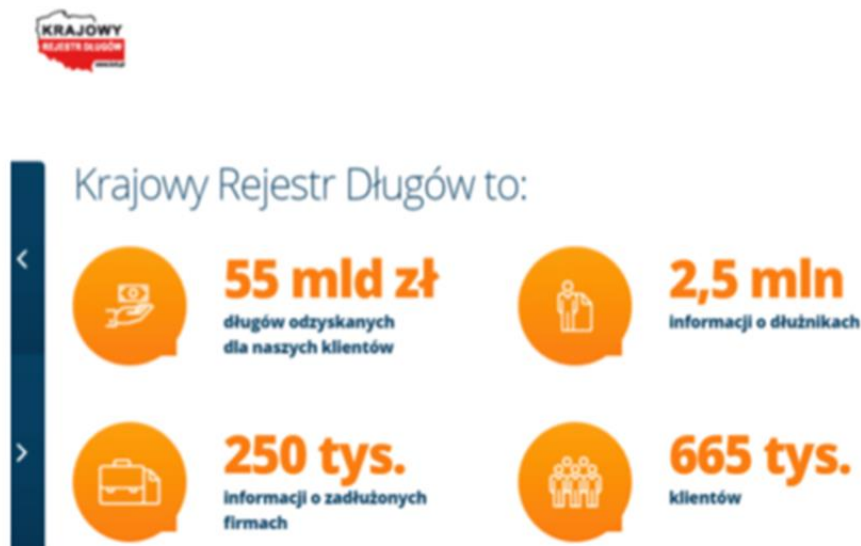 KRAJOWY
REJESTR DŁUGÓW
Krajowy Rejestr Długów to:
55 mld zł
długów odzyskanych
dla naszych klientów
2,5 mln
informacji o dłużnikach
250 tys.
informacji o zadłużonych
firmach
665 tys.
klientów